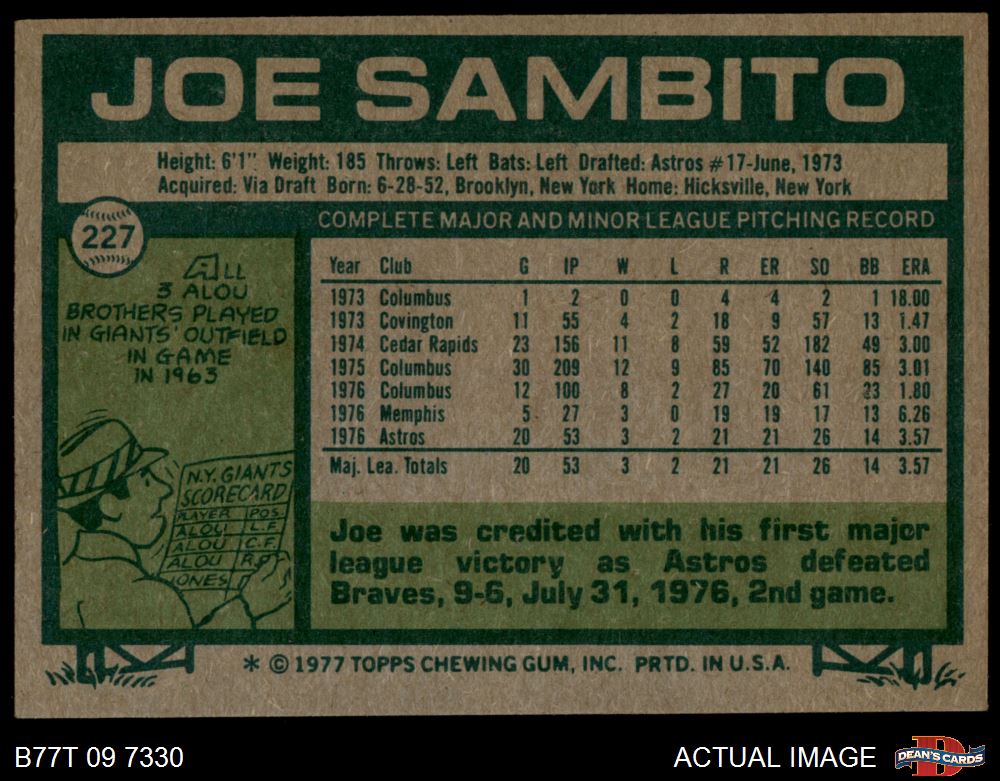 JOE SAMBITO
Height: 6'1" Weight: 185 Throws: Left Bats: Left Drafted: Astros #17-June, 1973
Acquired: Via Draft Born: 6-28-52, Brooklyn, New York Home: Hicksville, New York
227
COMPLETE MAJOR AND MINOR LEAGUE PITCHING RECORD
ALL
3 ALOU
BROTHERS PLAYED
IN GIANTS' OUTFIELD
IN GAME
IN 1963
N.Y. GIANTS
SCORECARD
PLAYER POS.
ALOU L.F.
ALOU C.F.
ALOU
JONES
Year Club G IP W L R ER SO BB ERA
1973 Columbus 1 2 0 0 4 4 2 1 18.00
1973 Covington 11 55 4 2 18 9 57 13 1.47
1974 Cedar Rapids 23 156 11 8 59 52 182 49 3.00
1975 Columbus 30 209 12 9 85 70 140 85 3.01
1976 Columbus 12 100 8 2 27 20 61 23 1.80
1976 Memphis 5 27 3 0 19 19 17 13 6.26
1976 Astros 20 53 3 2 21 21 26 14 3.57
Maj. Lea. Totals 20 53 3 2 21 21 26 14 3.57
Joe was credited with his first major
league victory as Astros defeated
Braves, 9-6, July 31, 1976, 2nd game.
* © 1977 TOPPS CHEWING GUM, INC. PRTD. IN U.S.A.
B77T 09 7330
ACTUAL IMAGE
D
DEAN'S CARDS